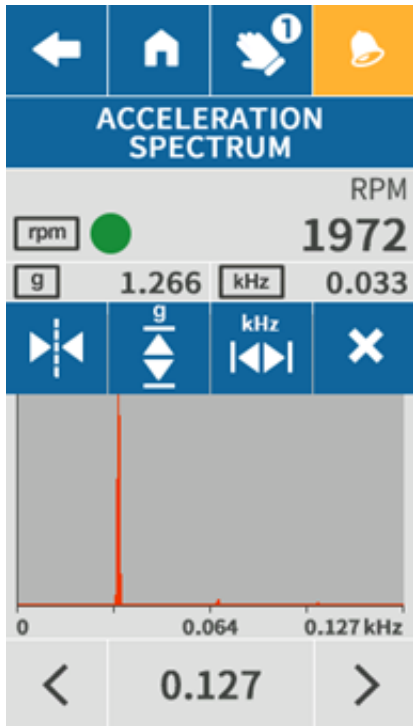 1
ACCELERATION
SPECTRUM
RPM
rpm 1972
g 1.266 kHz 0.033
g kHz
0 0.064 0.127 kHz
0.127